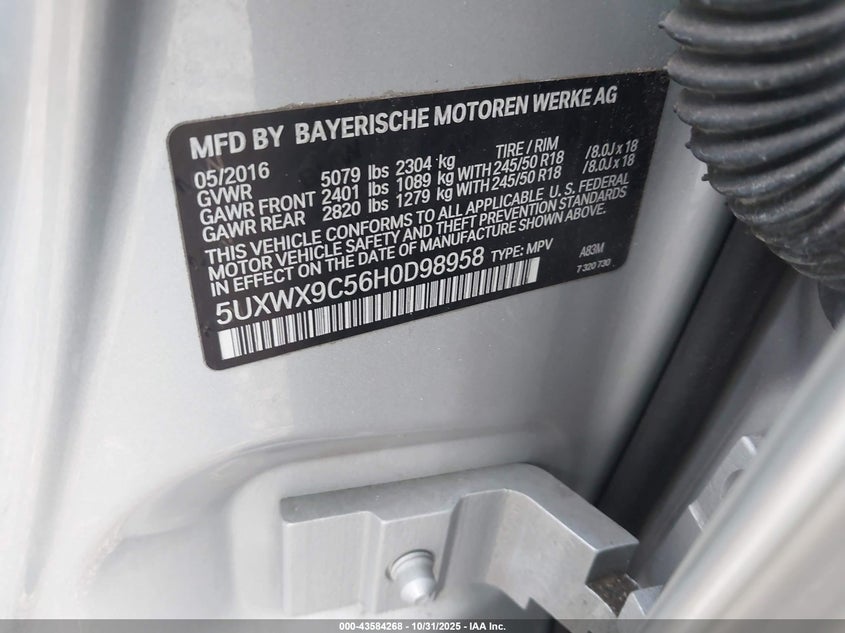 MFD BY BAYERISCHE MOTOREN WERKE AG
05/2016 TIRE / RIM
GVWR 5079 lbs 2304 kg
GAWR FRONT 2401 lbs 1089 kg WITH 245/50 R18 /8.0J x 18
GAWR REAR 2820 lbs 1279 kg WITH 245/50 R18 /8.0J x 18
THIS VEHICLE CONFORMS TO ALL APPLICABLE U. S. FEDERAL
MOTOR VEHICLE SAFETY AND THEFT PREVENTION STANDARDS
IN EFFECT ON THE DATE OF MANUFACTURE SHOWN ABOVE.
5UXWX9C56H0D98958 TYPE: MPV A83M
7 320 730
000-43584268 - 10/31/2025 - IAA Inc.